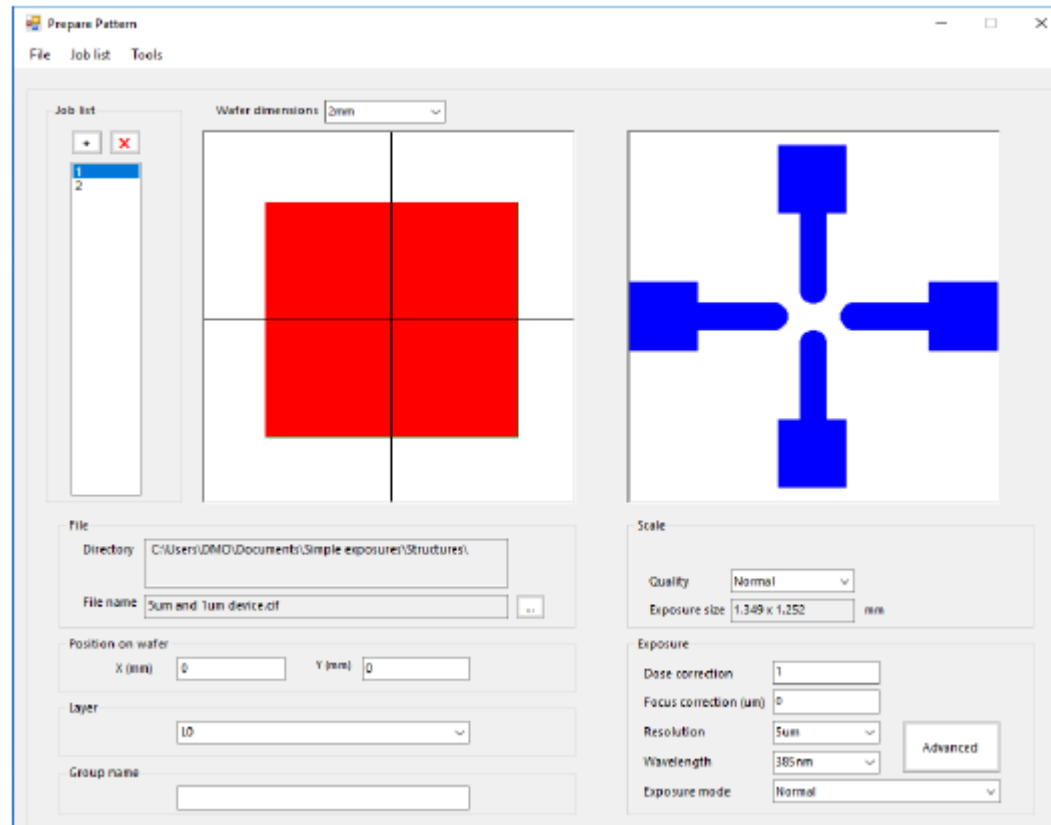 Prepare Pattern
File Job list Tools
Job list
Wafer dimensions 2mm
+ X
1
2
File
Directory C:\Users\DMO\Documents\Simple exposures\Structures\
File name 5um and 1um device.cif ...
Position on wafer
X (mm) 0 Y (mm) 0
Layer
L0
Group name
Scale
Quality Normal
Exposure size 1.349 x 1.252 mm
Exposure
Dose correction 1
Focus correction (um) 0
Resolution 5um
Wavelength 385nm
Advanced
Exposure mode Normal